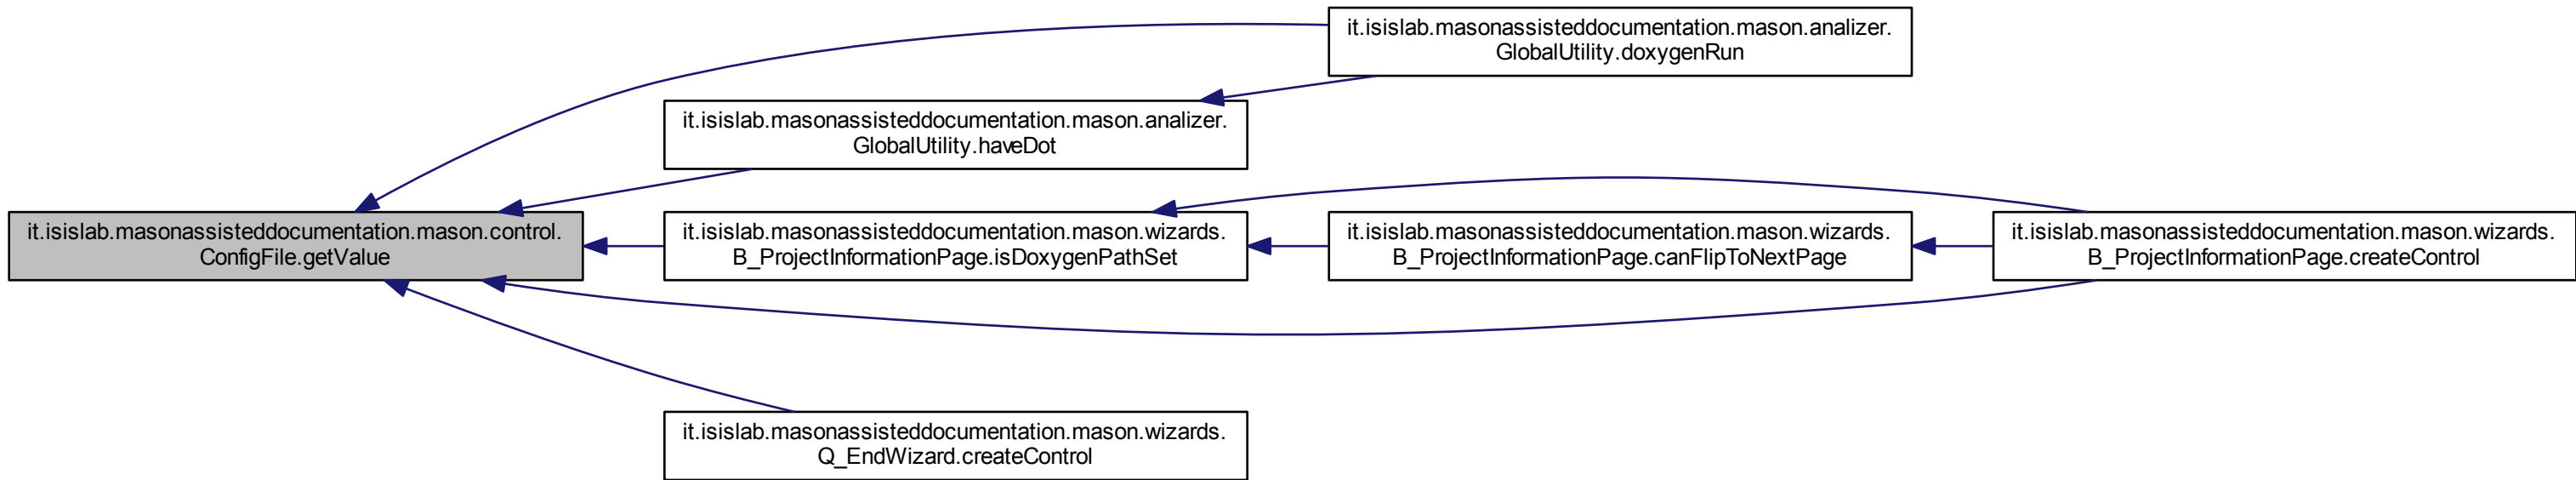 it.isislab.masonassisteddocumentation.mason.analizer.
GlobalUtility.doxygenRun
it.isislab.masonassisteddocumentation.mason.analizer.
GlobalUtility.haveDot
it.isislab.masonassisteddocumentation.mason.control.
ConfigFile.getValue
it.isislab.masonassisteddocumentation.mason.wizards.
B_ProjectInformationPage.isDoxygenPathSet
it.isislab.masonassisteddocumentation.mason.wizards.
B_ProjectInformationPage.canFlipToNextPage
it.isislab.masonassisteddocumentation.mason.wizards.
B_ProjectInformationPage.createControl
it.isislab.masonassisteddocumentation.mason.wizards.
Q_EndWizard.createControl